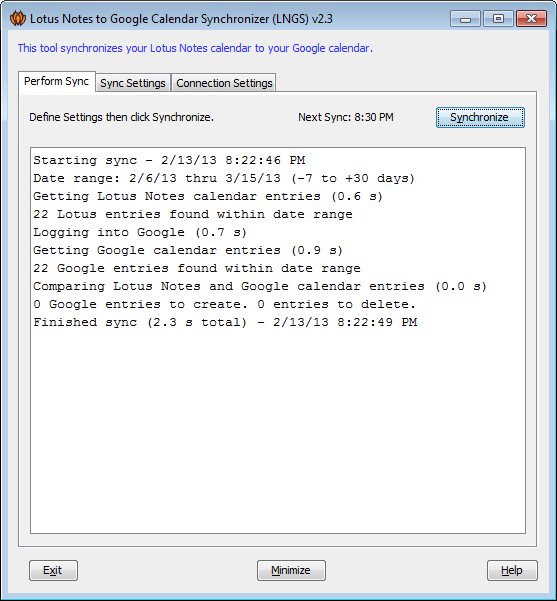 Lotus Notes to Google Calendar Synchronizer (LNGS) v2.3
This tool synchronizes your Lotus Notes calendar to your Google calendar.
Perform Sync Sync Settings Connection Settings
Define Settings then click Synchronize. Next Sync: 8:30 PM Synchronize
Starting sync - 2/13/13 8:22:46 PM
Date range: 2/6/13 thru 3/15/13 (-7 to +30 days)
Getting Lotus Notes calendar entries (0.6 s)
22 Lotus entries found within date range
Logging into Google (0.7 s)
Getting Google calendar entries (0.9 s)
22 Google entries found within date range
Comparing Lotus Notes and Google calendar entries (0.0 s)
0 Google entries to create. 0 entries to delete.
Finished sync (2.3 s total) - 2/13/13 8:22:49 PM
Exit Minimize Help